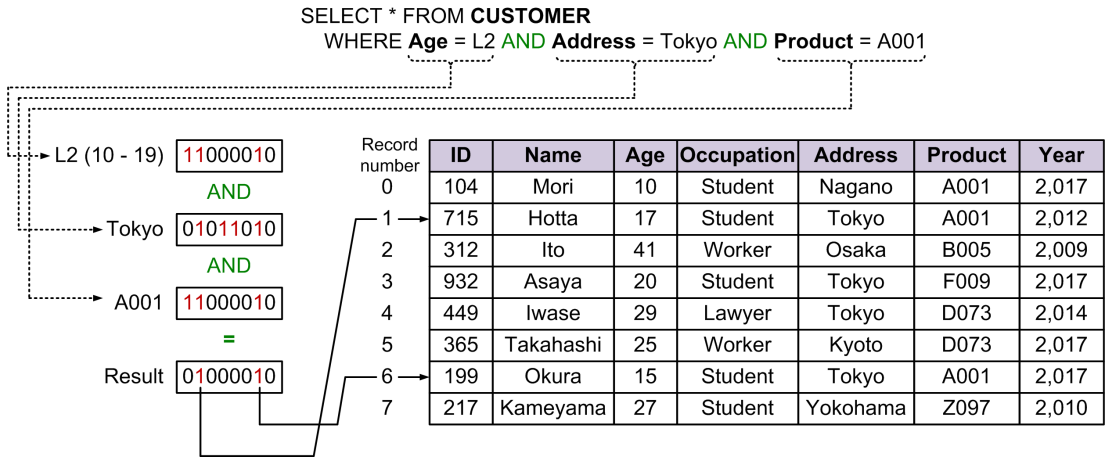 SELECT * FROM CUSTOMER
WHERE Age = L2 AND Address = Tokyo AND Product = A001
L2 (10 - 19) 11000010
AND
Tokyo 01011010
AND
A001 11000010
=
Result 01000010
Record number ID Name Age Occupation Address Product Year
0 104 Mori 10 Student Nagano A001 2,017
1 715 Hotta 17 Student Tokyo A001 2,012
2 312 Ito 41 Worker Osaka B005 2,009
3 932 Asaya 20 Student Tokyo F009 2,017
4 449 Iwase 29 Lawyer Tokyo D073 2,014
5 365 Takahashi 25 Worker Kyoto D073 2,017
6 199 Okura 15 Student Tokyo A001 2,017
7 217 Kameyama 27 Student Yokohama Z097 2,010